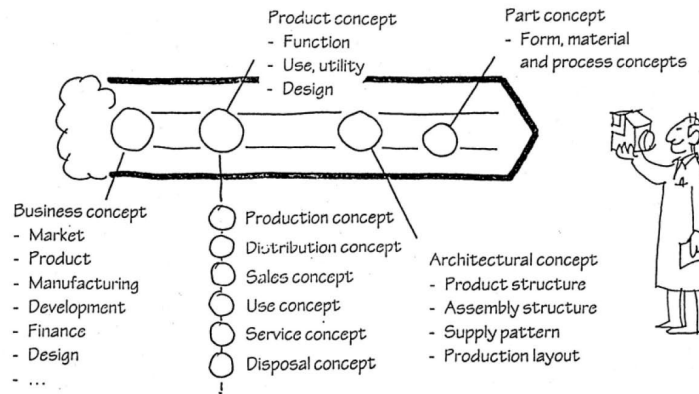 Product concept
- Function
- Use, utility
- Design
Part concept
- Form, material
and process concepts
Business concept
- Market
- Product
- Manufacturing
- Development
- Finance
- Design
- ...
Production concept
Distribution concept
Sales concept
Use concept
Service concept
Disposal concept
Architectural concept
- Product structure
- Assembly structure
- Supply pattern
- Production layout